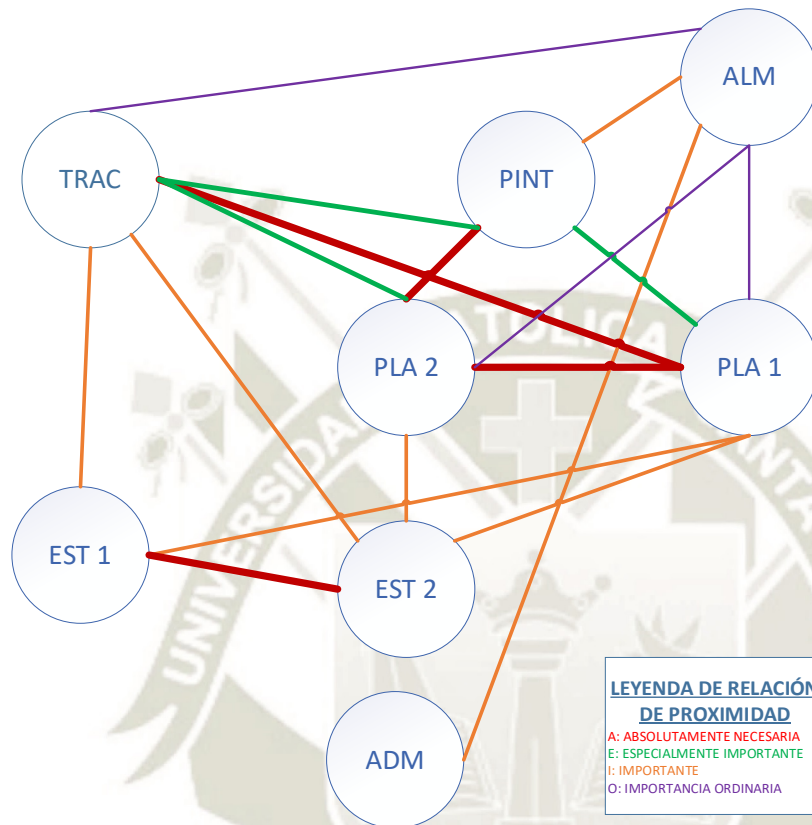 ALM
TRAC
PINT
PLA 2
PLA 1
EST 1
EST 2
ADM
LEYENDA DE RELACIÓN
DE PROXIMIDAD
A: ABSOLUTAMENTE NECESARIA
E: ESPECIALMENTE IMPORTANTE
I: IMPORTANTE
O: IMPORTANCIA ORDINARIA